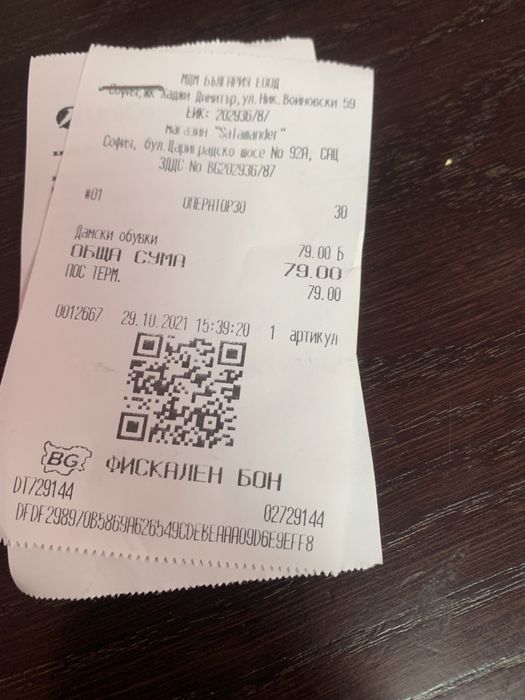 МДМ БЪЛГАРИЯ ЕООД
София, жк Хаджи Димитър, ул. Ник. Войновски 59
ЕИК: 202936787
магазин "Salamander"
София, бул. Цариградско шосе No 92А, САЦ
ЗДДС No BG202936787
#01 ОПЕРАТОР30 30
Дамски обувки 79.00 Б
ОБЩА СУМА 79.00
ПОС ТЕРМ. 79.00
0012667 29.10.2021 15:39:20 1 артикул
BG ФИСКАЛЕН БОН
DT729144 02729144
DFDF298970B5869A626549CDEBEAAA09D6E9EFF8